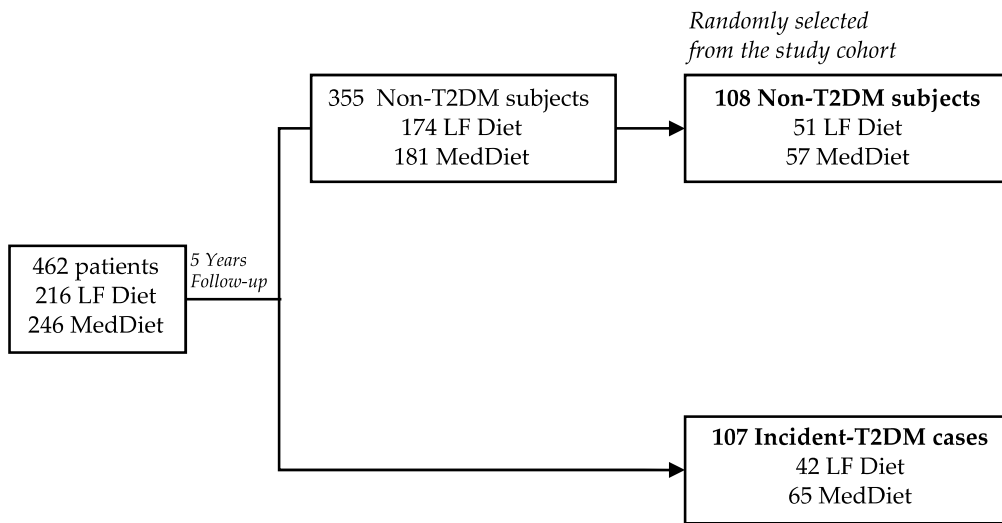 462 patients
216 LF Diet
246 MedDiet
5 Years
Follow-up
355 Non-T2DM subjects
174 LF Diet
181 MedDiet
Randomly selected
from the study cohort
108 Non-T2DM subjects
51 LF Diet
57 MedDiet
107 Incident-T2DM cases
42 LF Diet
65 MedDiet